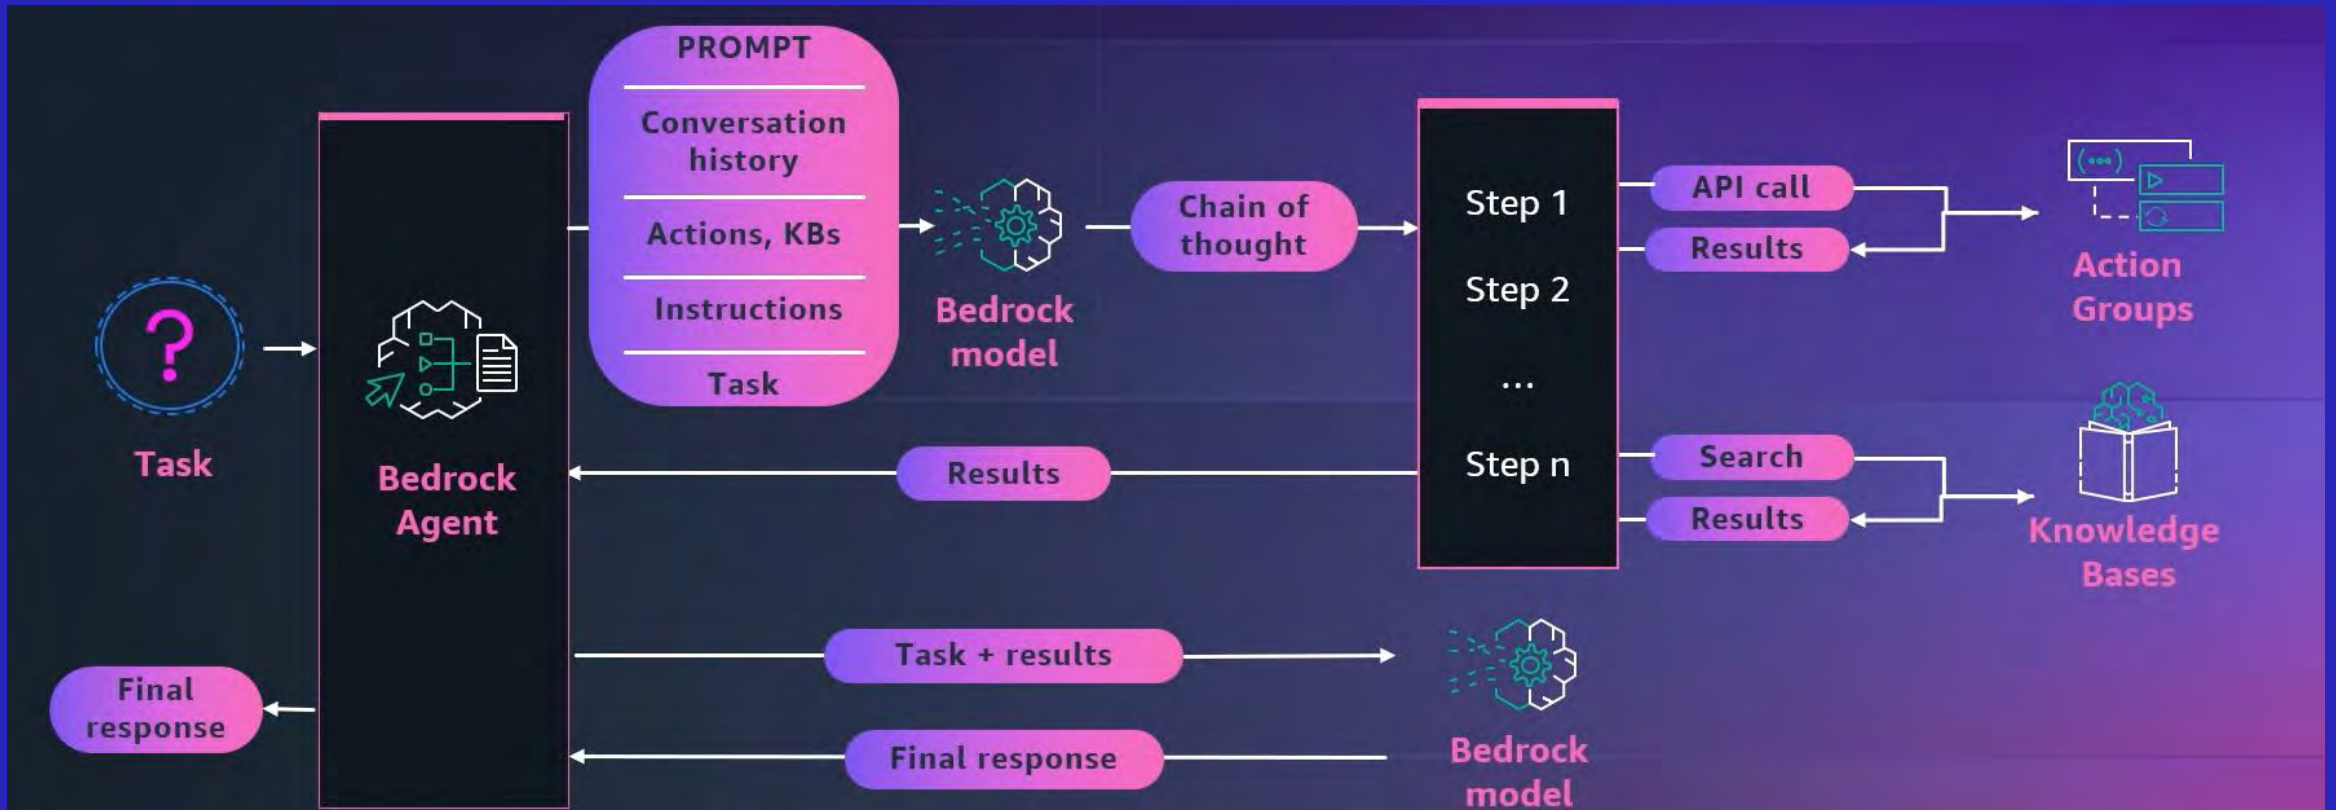 PROMPT
Conversation
history
Actions, KBs
Instructions
Task
Task
Bedrock
Agent
Bedrock
model
Chain of
thought
Step 1
Step 2
...
Step n
API call
Results
Action
Groups
Search
Results
Knowledge
Bases
Results
Task + results
Bedrock
model
Final response
Final
response